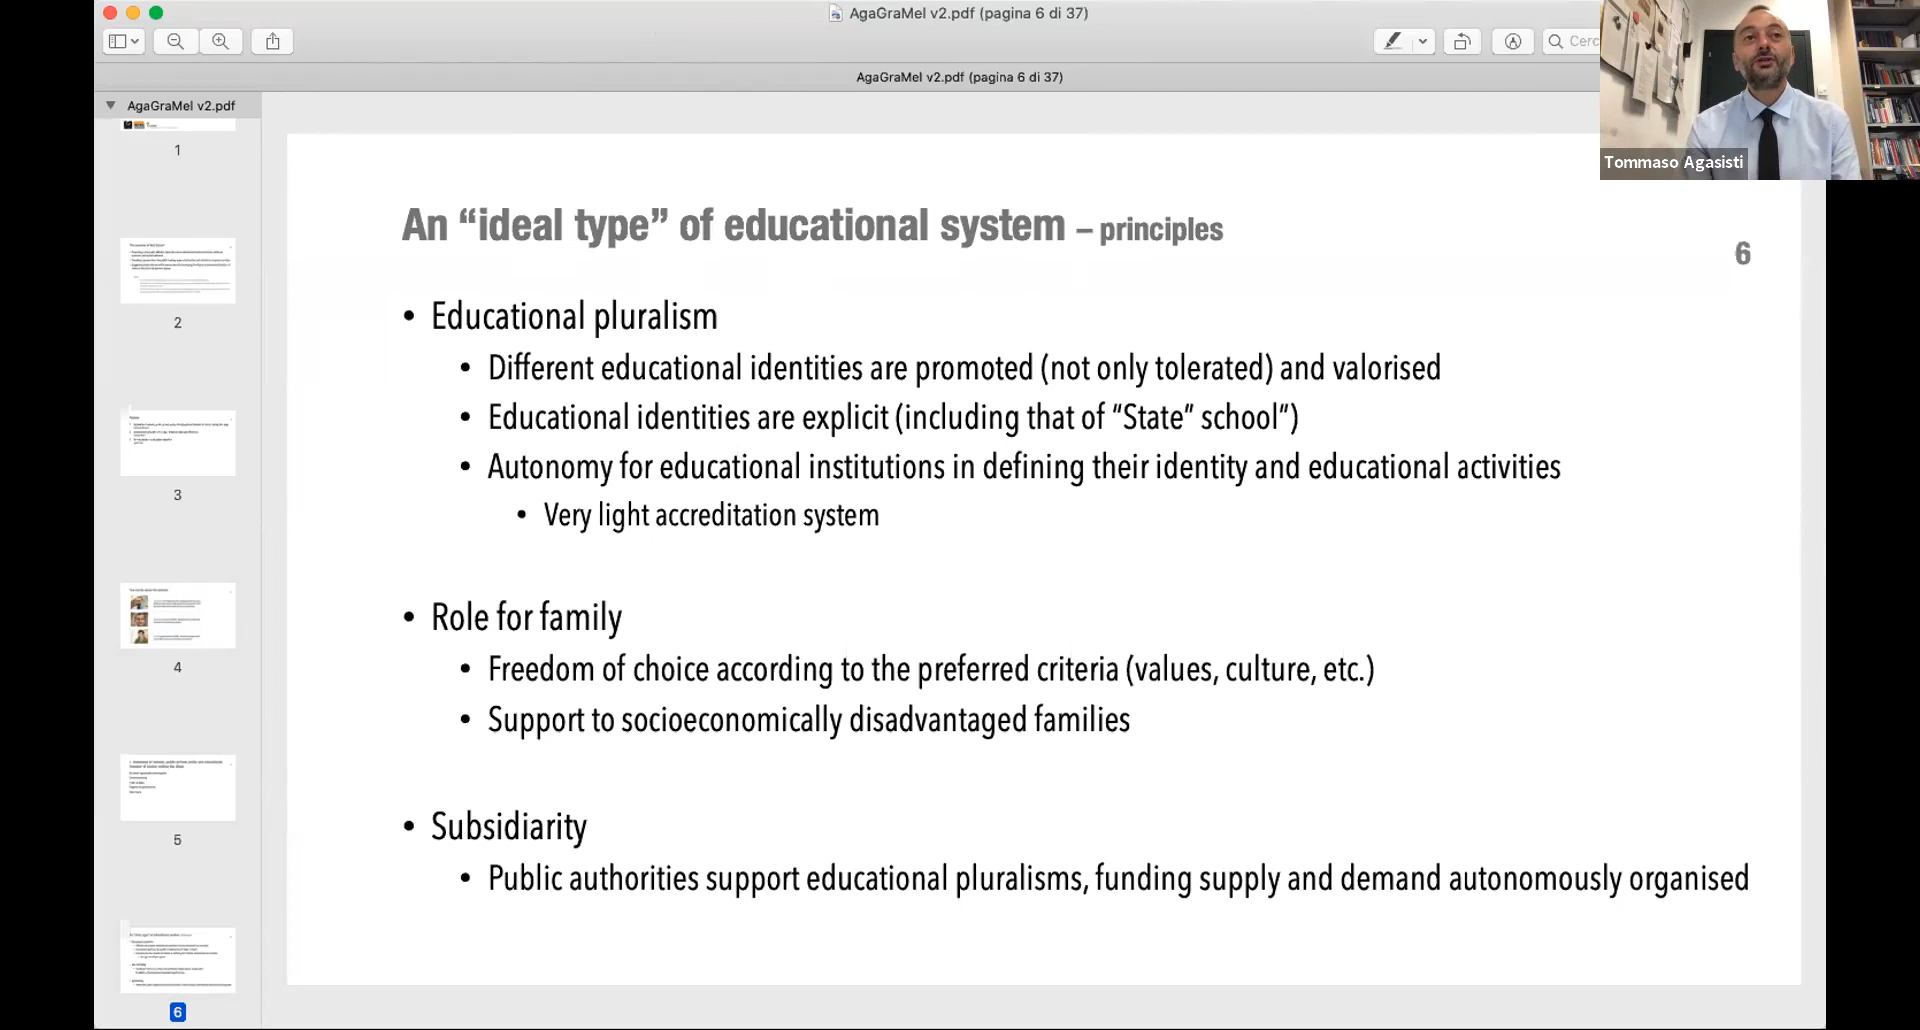 AgaGraMel v2.pdf (pagina 6 di 37)
Cerc
AgaGraMel v2.pdf (pagina 6 di 37)
AgaGraMel v2.pdf
1
2
3
4
5
6
An “ideal type” of educational system – principles
6
• Educational pluralism
• Different educational identities are promoted (not only tolerated) and valorised
• Educational identities are explicit (including that of “State” school”)
• Autonomy for educational institutions in defining their identity and educational activities
• Very light accreditation system
• Role for family
• Freedom of choice according to the preferred criteria (values, culture, etc.)
• Support to socioeconomically disadvantaged families
• Subsidiarity
• Public authorities support educational pluralisms, funding supply and demand autonomously organised
Tommaso Agasisti